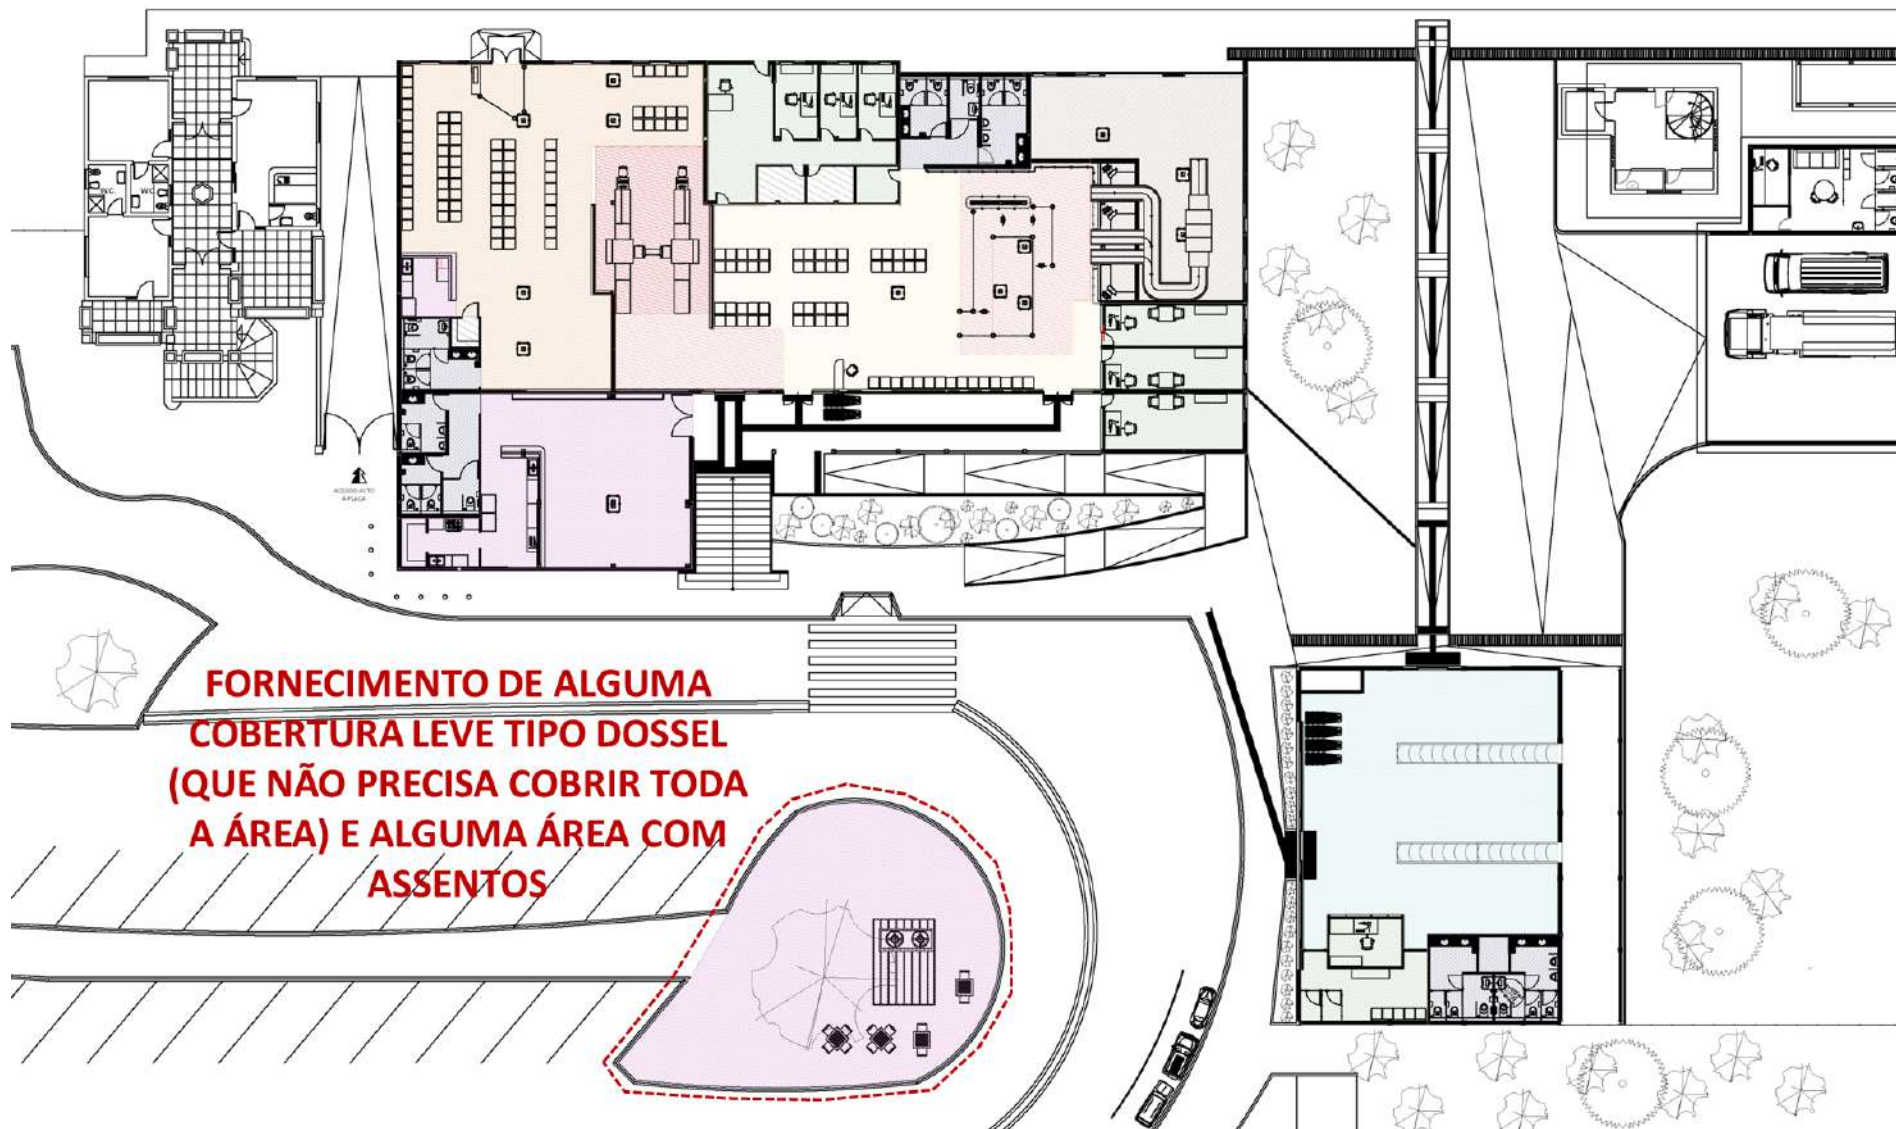 W.C.
W.C.
FORNECIMENTO DE ALGUMA
COBERTURA LEVE TIPO DOSSEL
(QUE NÃO PRECISA COBRIR TODA
A ÁREA) E ALGUMA ÁREA COM
ASSENTOS